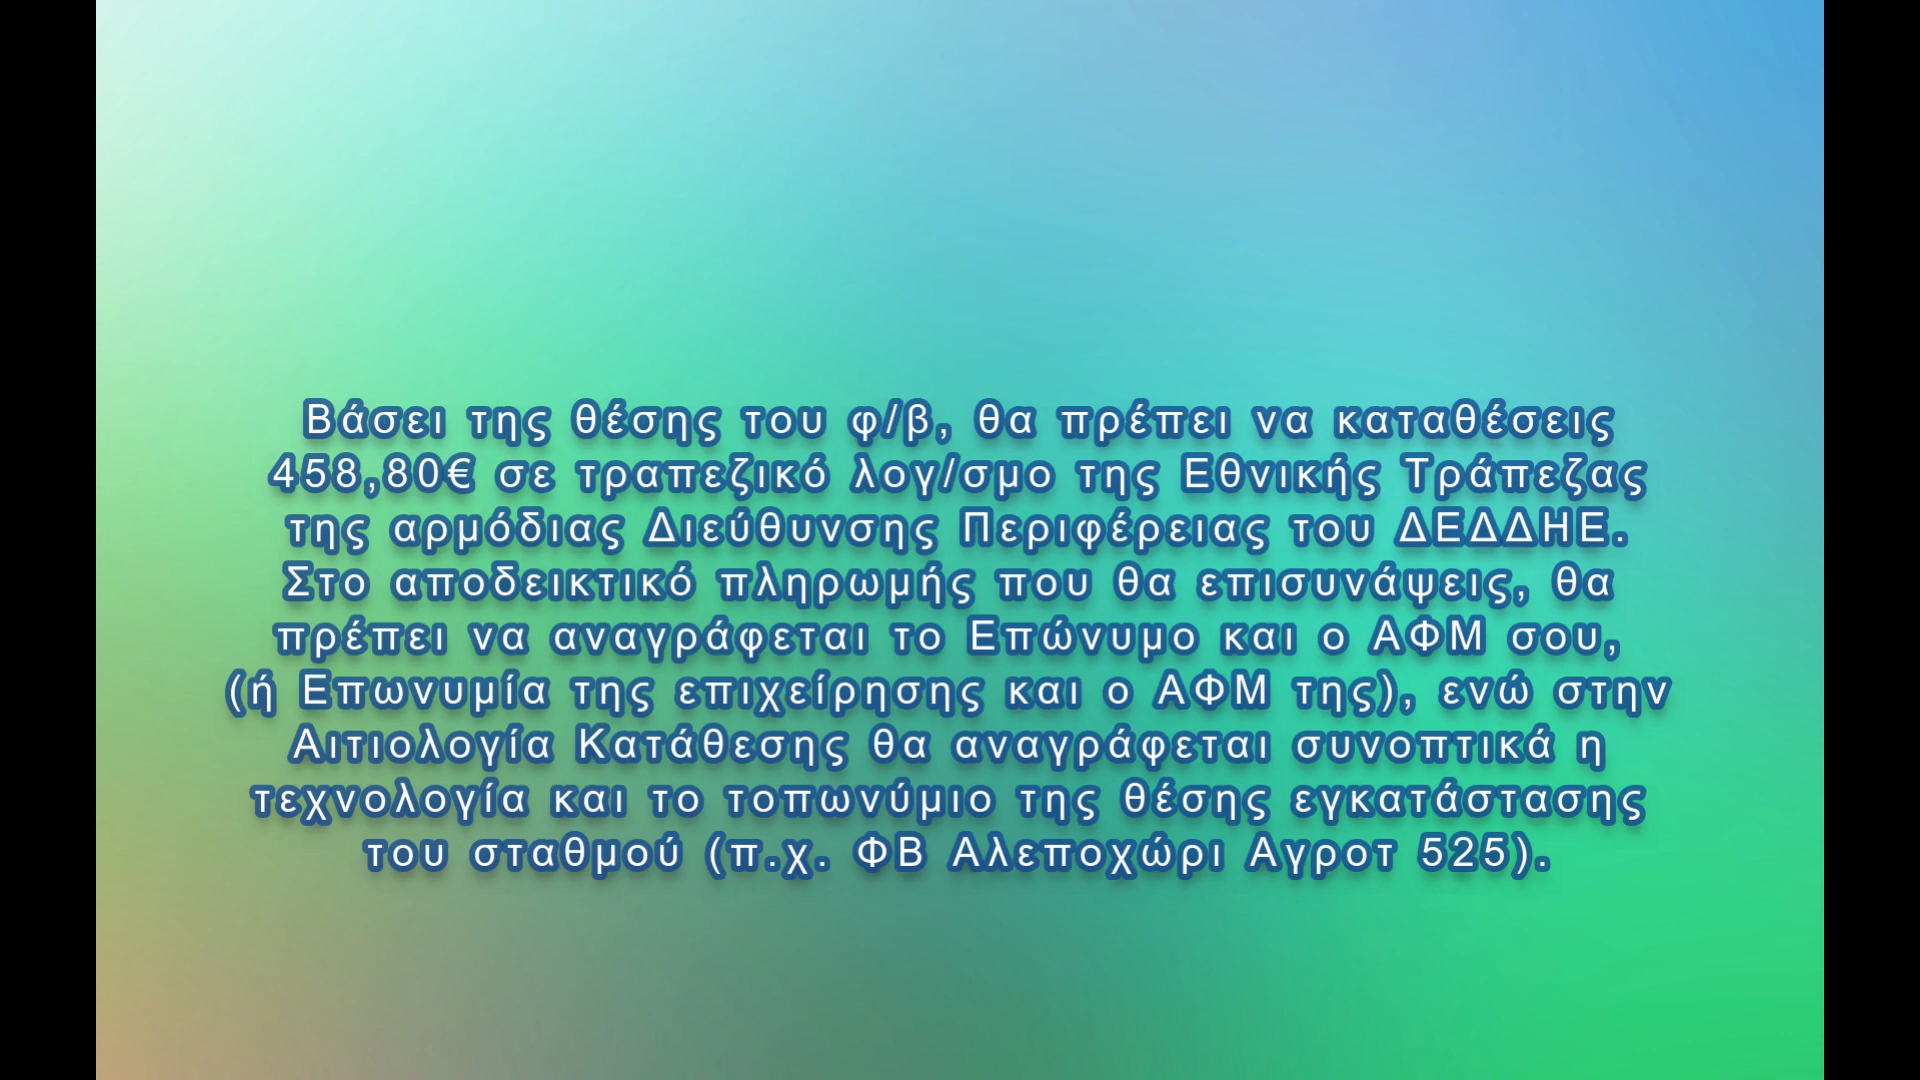 Βάσει της θέσης του φ/β, θα πρέπει να καταθέσεις
458,80€ σε τραπεζικό λογ/σμο της Εθνικής Τράπεζας
της αρμόδιας Διεύθυνσης Περιφέρειας του ΔΕΔΔΗΕ.
Στο αποδεικτικό πληρωμής που θα επισυνάψεις, θα
πρέπει να αναγράφεται το Επώνυμο και ο ΑΦΜ σου,
(ή Επωνυμία της επιχείρησης και ο ΑΦΜ της), ενώ στην
Αιτιολογία Κατάθεσης θα αναγράφεται συνοπτικά η
τεχνολογία και το τοπωνύμιο της θέσης εγκατάστασης
του σταθμού (π.χ. ΦΒ Αλεποχώρι Αγροτ 525).